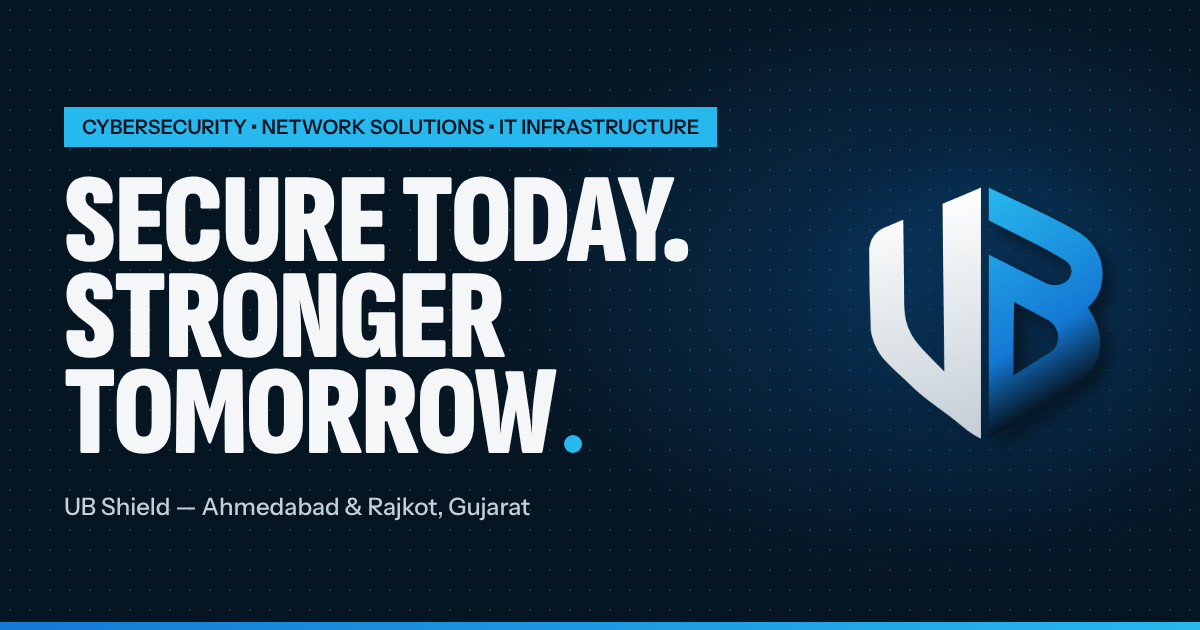 CYBERSECURITY · NETWORK SOLUTIONS · IT INFRASTRUCTURE
SECURE TODAY.
STRONGER
TOMORROW.
UB Shield — Ahmedabad & Rajkot, Gujarat
UB